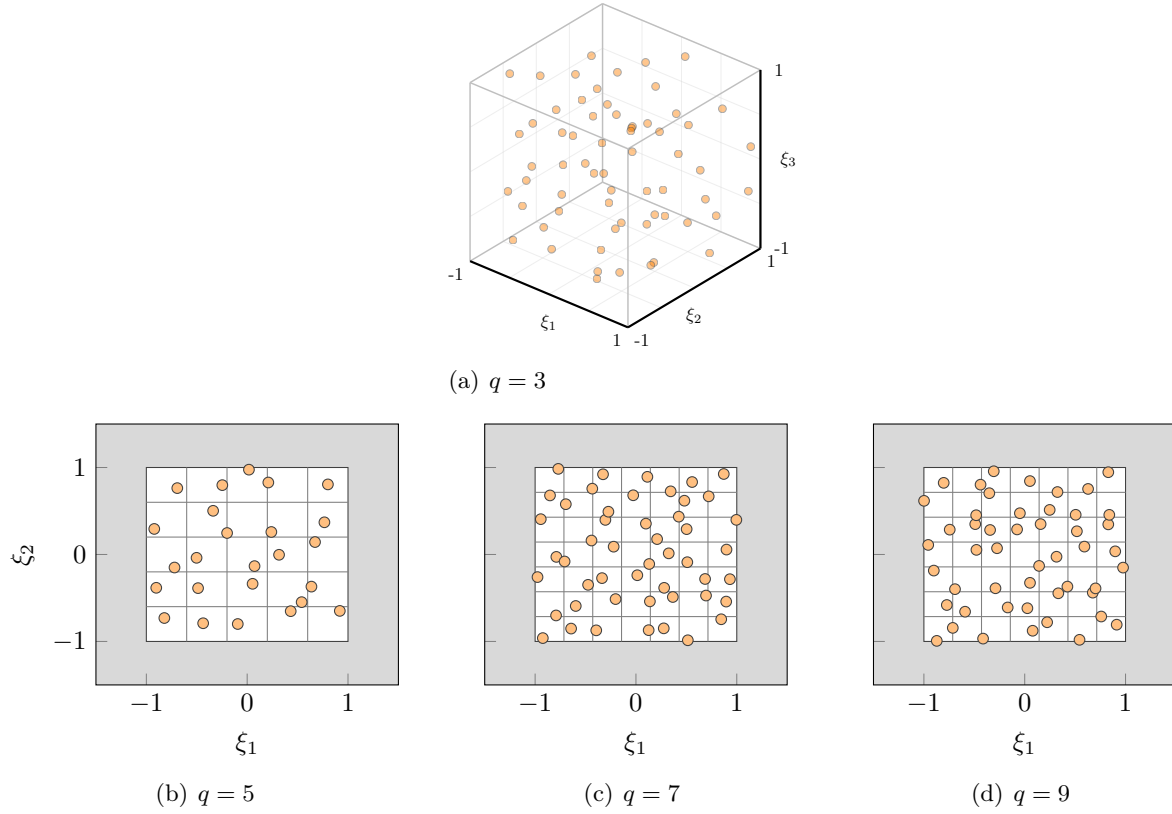 1
ξ3
-1
-1
1
ξ1
ξ2
1 -1
(a) q = 3
1
0
−1
ξ2
−1 0 1
−1 0 1
−1 0 1
ξ1
ξ1
ξ1
(b) q = 5
(c) q = 7
(d) q = 9